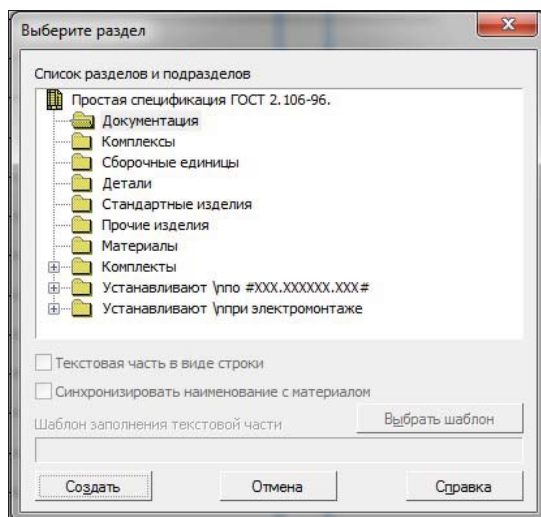 Выберите раздел
Список разделов и подразделов
Простая спецификация ГОСТ 2.106-96.
Документация
Комплексы
Сборочные единицы
Детали
Стандартные изделия
Прочие изделия
Материалы
Комплекты
Устанавливают \nпо #XXX.XXXXXX.XXX#
Устанавливают \nпри электромонтаже
Текстовая часть в виде строки
Синхронизировать наименование с материалом
Шаблон заполнения текстовой части
Выбрать шаблон
Создать Отмена Справка